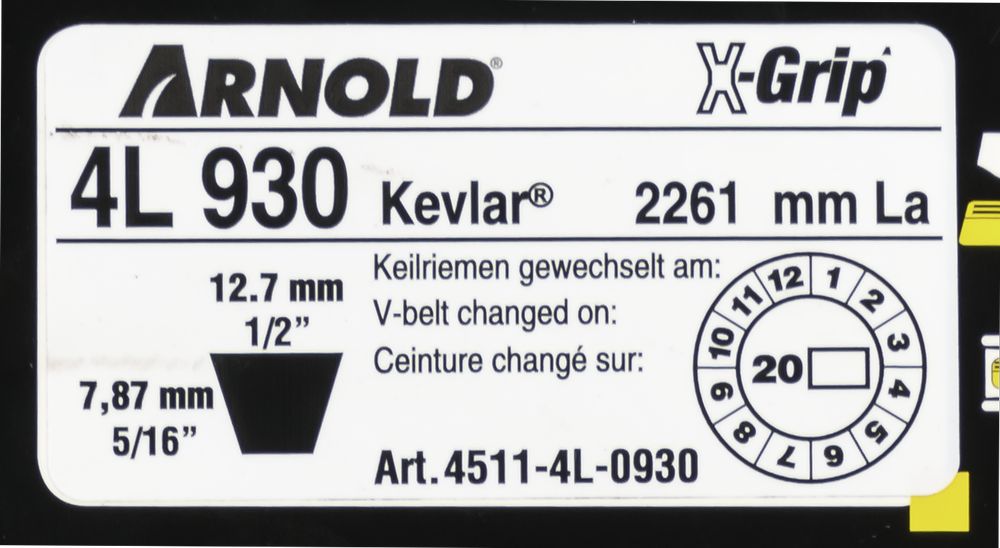 ARNOLD®
X-Grip
4L 930 Kevlar® 2261 mm La
12.7 mm
1/2”
7,87 mm
5/16”
Keilriemen gewechselt am:
V-belt changed on:
Ceinture changé sur:
Art.4511-4L-0930
12 1 2 3 4 5 6 7 8 9 10 11
20